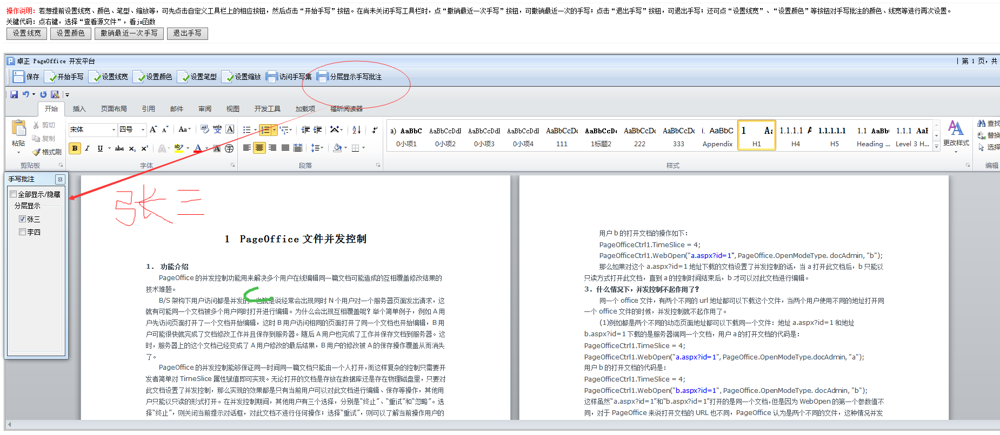 操作说明：若想提前设置线宽、颜色、笔型、缩放等，可先点击自定义工具栏上的相应按钮，然后点击“开始手写”按钮。在尚未关闭手写工具栏时，点“撤销最近一次手写”按钮，可撤销最近一次的手写；点击“退出手写”按钮，可退出手写；还可点“设置线宽”、“设置颜色”等按钮对手写批注的颜色、线宽等进行再次设置。
关键代码：点右键，选择“查看源文件”，看js函数
设置线宽 设置颜色 撤销最近一次手写 退出手写
卓正 PageOffice 开发平台 | 第 1 页，共
保存 开始手写 设置线宽 设置颜色 设置笔型 设置缩放 访问手写集 分层显示手写批注
开始 插入 页面布局 引用 邮件 审阅 视图 开发工具 加载项 福昕阅读器
粘贴 剪切 复制 格式刷
宋体 四号
剪贴板 字体 段落 样式 编辑
a) AaBbC AaBbCcDdE AaBbCcDdE AaBbCcDdE AaBbCcDc AaBbCcDc AaBbCcDc AaBbCcDc i. AaBbC 1 Aa 1.1.1.1 A 1.1.1.1.1 1.1 AaBb 1.1.1 AaB
0小项1 0小项2 0小项3 0小项4 111 1标题2 222 333 Appendix H1 H4 H5 Heading ... Level 3 H...
更改样式
查找
替换
选择
手写批注
全部显示/隐藏
分层显示
张三
李四
张三
1 PageOffice 文件并发控制
1. 功能介绍
PageOffice 的并发控制功能用来解决多个用户在线编辑同一篇文档可能造成的互相覆盖修改结果的
技术难题。
B/S 架构下用户访问都是并发的，也就是说经常会出现同时 N 个用户对一个服务器页面发出请求，这
就有可能同一个文档被多个用户同时打开进行编辑。为什么会出现互相覆盖呢？举个简单例子，例如 A 用
户先访问页面打开了一个文档开始编辑，这时 B 用户访问相同的页面打开了同一个文档也开始编辑，B 用
户可能很快就完成了文档修改工作并且保存到服务器。随后 A 用户也完成了工作并保存文档到服务器。这
时，服务器上的这个文档已经变成了 A 用户修改的最后结果，B 用户的修改被 A 的保存操作覆盖从而消失
了。
PageOffice 的并发控制能够保证同一时间同一篇文档只能由一个人打开，而这样复杂的控制只需要开
发者简单对 TimeSlice 属性赋值即可实现。无论打开的文档是存放在数据库还是存在物理磁盘里，只要对
此文档设置了并发控制，那么实现的效果都是只有当前用户可以对此文档进行编辑、保存等操作，其他用
户只能以只读的形式打开。在并发控制期间，其他用户有三个选择，分别是“终止”、“重试”和“忽略”。选
择“终止”，则关闭当前提示对话框，对此文档不进行任何操作；选择“重试”，则可以了解当前操作用户的
用户 b 的打开文档的操作如下：
PageOfficeCtrl1.TimeSlice = 4;
PageOfficeCtrl1.WebOpen("a.aspx?id=1", PageOffice.OpenModeType. docAdmin, "b");
那么如果对这个 a.aspx?id=1 地址下载的文档设置了并发控制的话，当 a 打开此文档后，b 只能以
只读方式打开此文档，直到 a 的控制时间结束后，b 才可以对此文档进行编辑。
3. 什么情况下，并发控制不起作用了？
同一个 office 文件，有两个不同的 url 地址都可以下载这个文件，当两个用户使用不同的地址打开同
一个 office 文件的时候，并发控制就不起作用了。
(1)例如都是两个不同的动态页面地址都可以下载同一个文件：地址 a.aspx?id=1 和地址
b.aspx?id=1 下载的是服务器端同一个文档，用户 a 的打开文档的代码是：
PageOfficeCtrl1.TimeSlice = 4;
PageOfficeCtrl1.WebOpen("a.aspx?id=1", PageOffice.OpenModeType.docAdmin, "a");
用户 b 的打开文档的代码是：
PageOfficeCtrl1.TimeSlice = 4;
PageOfficeCtrl1.WebOpen("b.aspx?id=1", PageOffice.OpenModeType. docAdmin, "b");
这样虽然“a.aspx?id=1”和“b.aspx?id=1”打开的是同一个文档，但是因为 WebOpen 的第一个参数值不
同，对于 PageOffice 来说打开文档的 URL 也不同，PageOffice 认为是两个不同的文件，这种情况并发